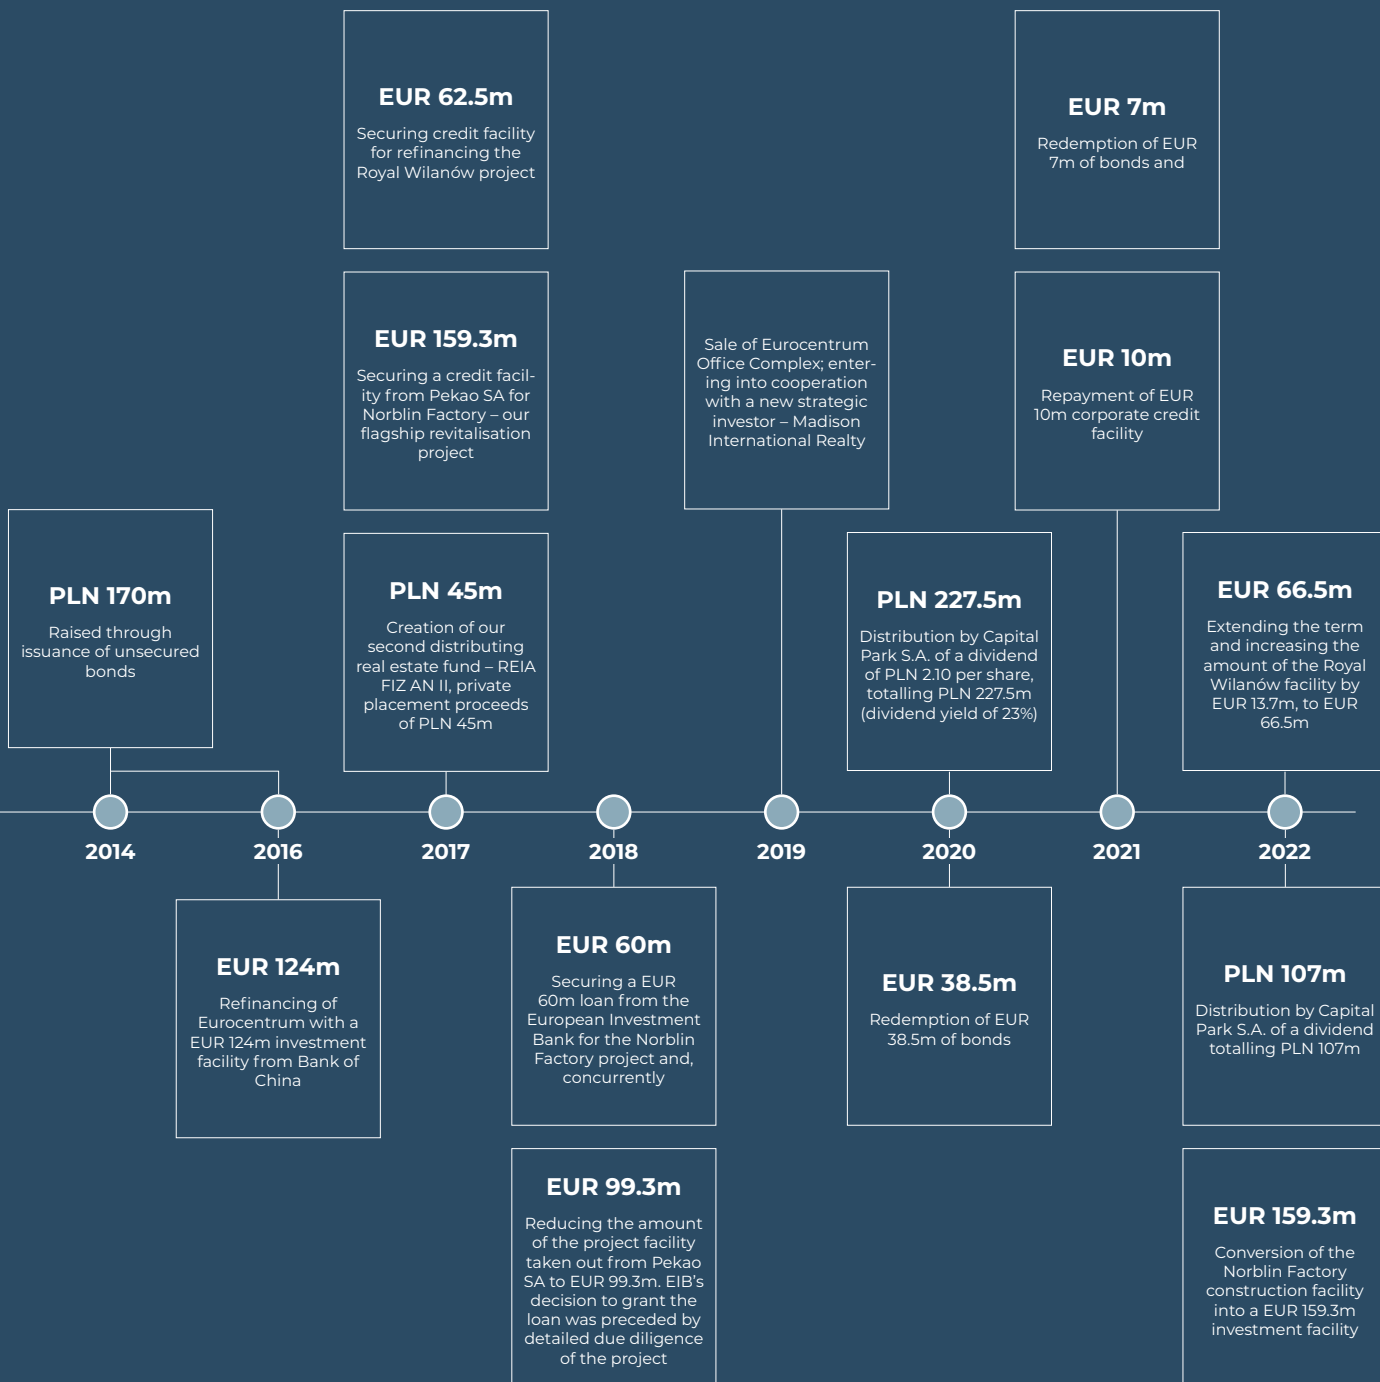 EUR 62.5m
Securing credit facility
for refinancing the
Royal Wilanów project
EUR 7m
Redemption of EUR
7m of bonds and
EUR 159.3m
Securing a credit facil-
ity from Pekao SA for
Norblin Factory – our
flagship revitalisation
project
Sale of Eurocentrum
Office Complex; enter-
ing into cooperation
with a new strategic
investor – Madison
International Realty
EUR 10m
Repayment of EUR
10m corporate credit
facility
PLN 170m
Raised through
issuance of unsecured
bonds
PLN 45m
Creation of our
second distributing
real estate fund – REIA
FIZ AN II, private
placement proceeds
of PLN 45m
PLN 227.5m
Distribution by Capital
Park S.A. of a dividend
of PLN 2.10 per share,
totalling PLN 227.5m
(dividend yield of 23%)
EUR 66.5m
Extending the term
and increasing the
amount of the Royal
Wilanów facility by
EUR 13.7m, to EUR
66.5m
2014
2016
2017
2018
2019
2020
2021
2022
EUR 124m
Refinancing of
Eurocentrum with a
EUR 124m investment
facility from Bank of
China
EUR 60m
Securing a EUR
60m loan from the
European Investment
Bank for the Norblin
Factory project and,
concurrently
EUR 38.5m
Redemption of EUR
38.5m of bonds
PLN 107m
Distribution by Capital
Park S.A. of a dividend
totalling PLN 107m
EUR 99.3m
Reducing the amount
of the project facility
taken out from Pekao
SA to EUR 99.3m. EIB’s
decision to grant the
loan was preceded by
detailed due diligence
of the project
EUR 159.3m
Conversion of the
Norblin Factory
construction facility
into a EUR 159.3m
investment facility